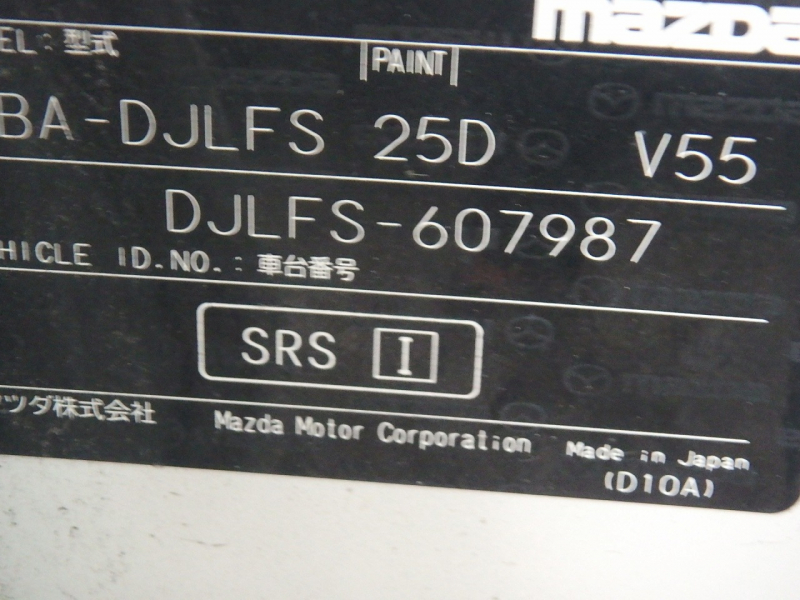 mazda
EL : 型式
PAINT
BA-DJLFS 25D V55
DJLFS-607987
HICLE ID.NO. : 車台番号
SRS I
マツダ株式会社 Mazda Motor Corporation Made in Japan
(D10A)